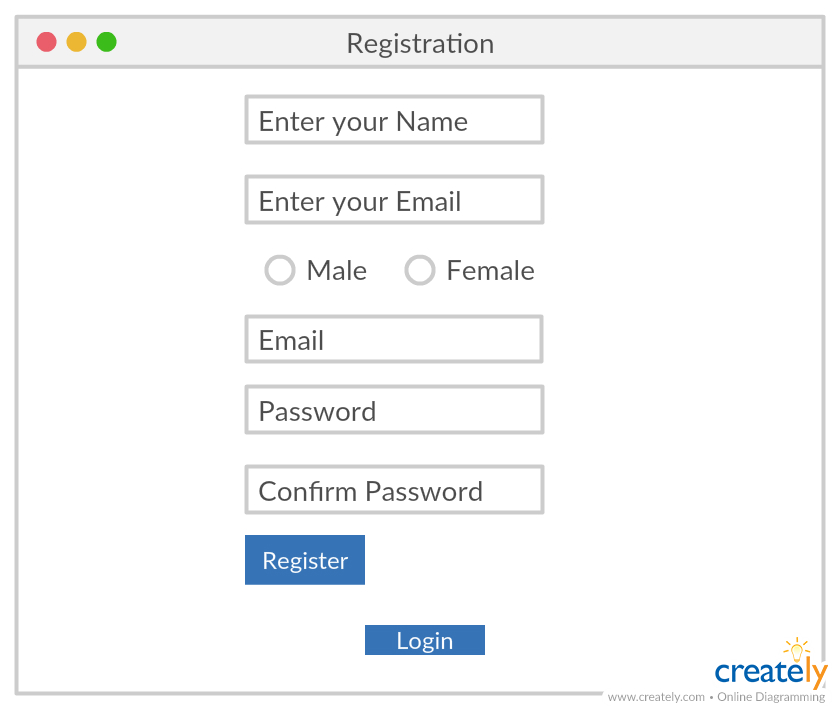 Registration
Enter your Name
Enter your Email
Male Female
Email
Password
Confirm Password
Register
Login
creately
www.creately.com • Online Diagramming